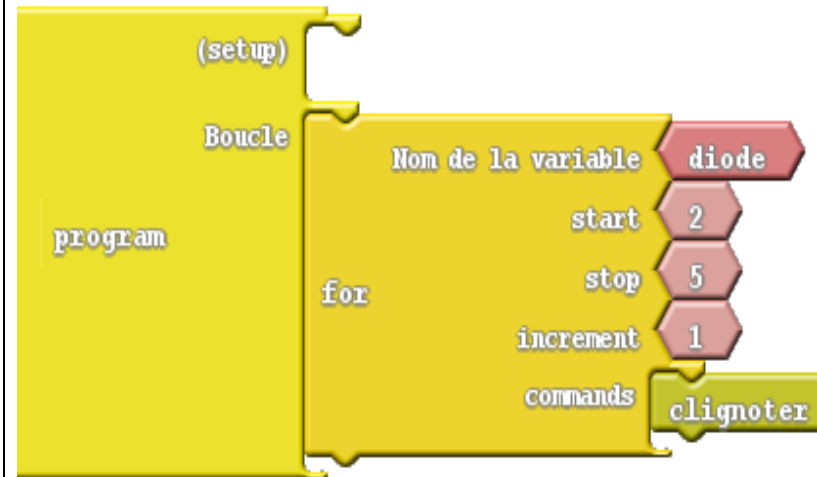 (setup)
Boucle
Nom de la variable diode
start 2
program
stop 5
for
increment 1
commands
clignoter